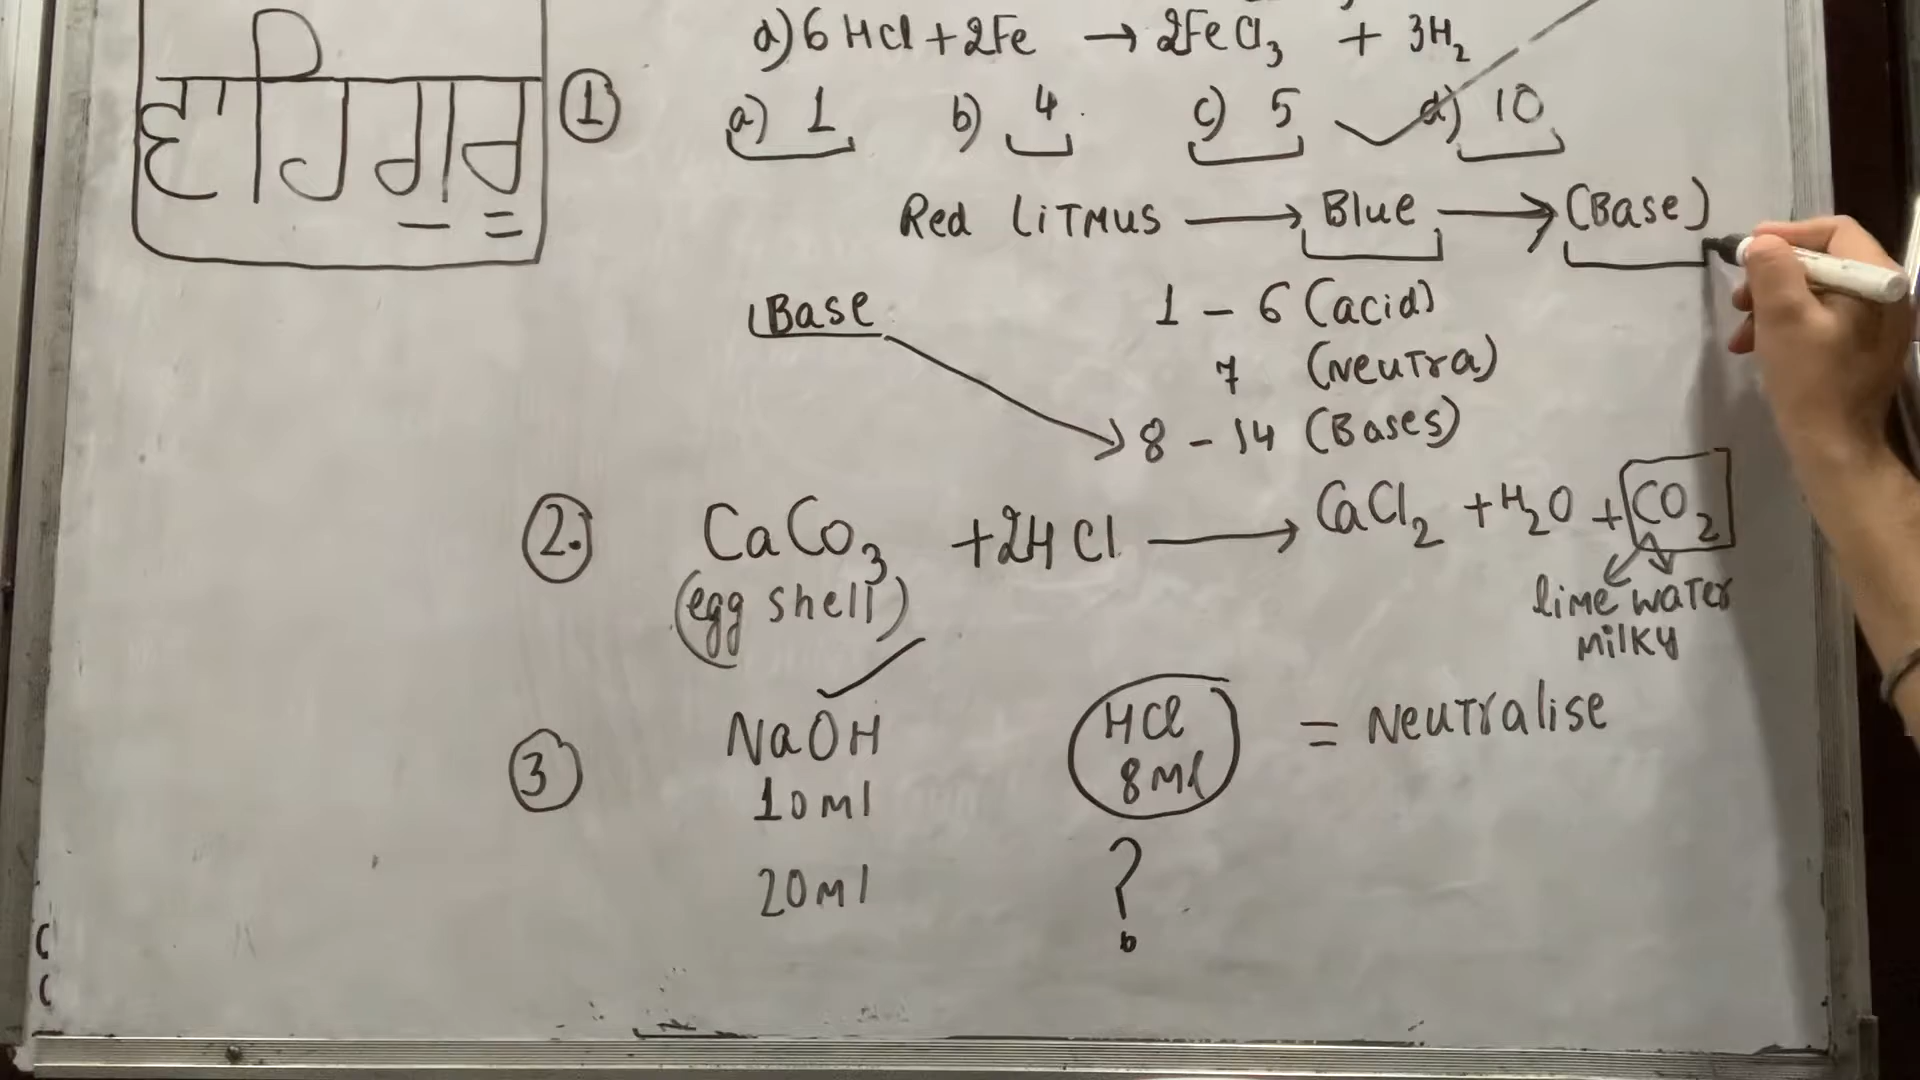 d) 6 HCl + 2Fe → 2FeCl₃ + 3H₂
①
a) 1 b) 4 c) 5 d) 10
Red LiTMUS → Blue → (Base)
Base
1 - 6 (acid)
7 (Neutra)
8 - 14 (Bases)
2. CaCo₃ + 2HCl → CaCl₂ + H₂O + CO₂
(egg shell)
lime water
milky
3 NaOH HCl = Neutralise
10ml 8Ml
20ml ?